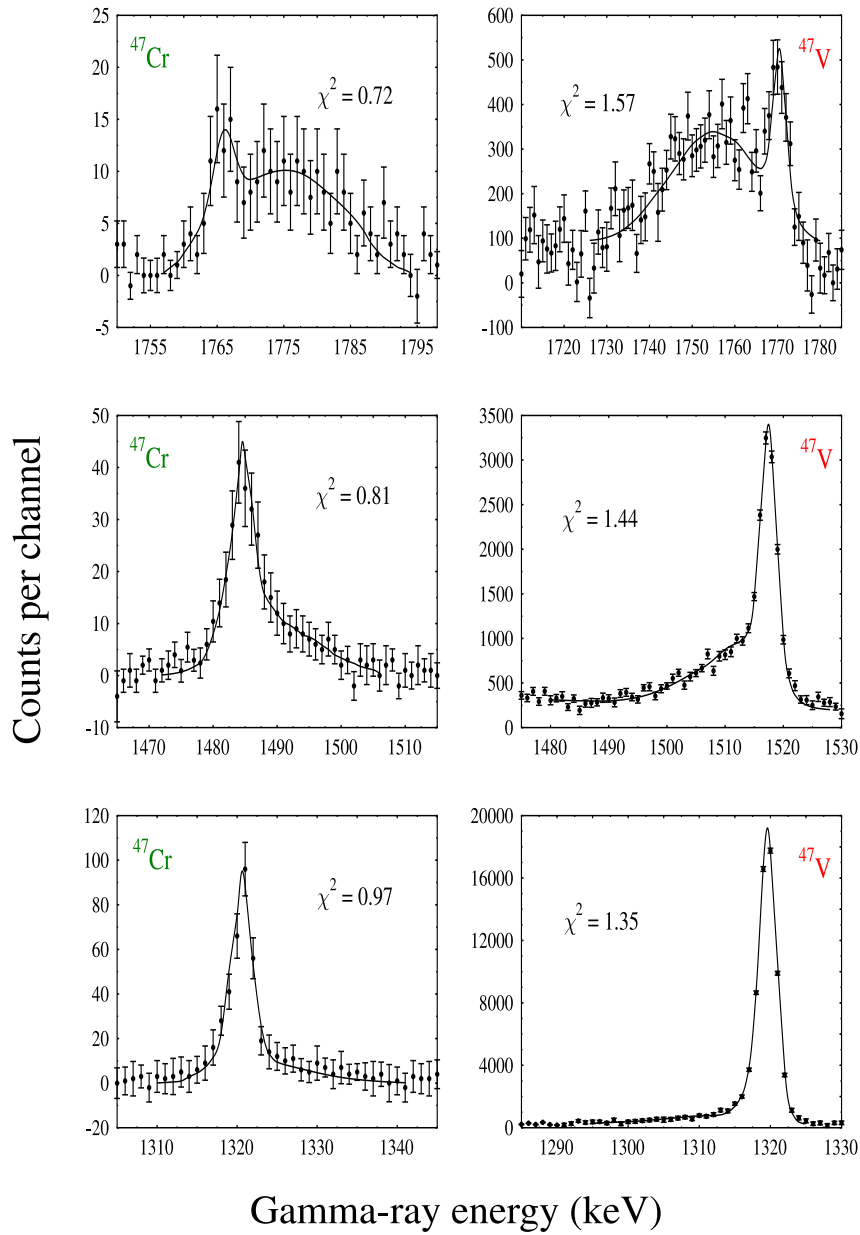 Counts per channel
25
20
15
10
5
0
-5
⁴⁷Cr
χ² = 0.72
1755 1765 1775 1785 1795
600
500
400
300
200
100
0
-100
⁴⁷V
χ² = 1.57
1720 1730 1740 1750 1760 1770 1780
50
40
30
20
10
0
-10
⁴⁷Cr
χ² = 0.81
1470 1480 1490 1500 1510
3500
3000
2500
2000
1500
1000
500
0
⁴⁷V
χ² = 1.44
1480 1490 1500 1510 1520 1530
120
100
80
60
40
20
0
-20
⁴⁷Cr
χ² = 0.97
1310 1320 1330 1340
20000
16000
12000
8000
4000
0
⁴⁷V
χ² = 1.35
1290 1300 1310 1320 1330
Gamma-ray energy (keV)